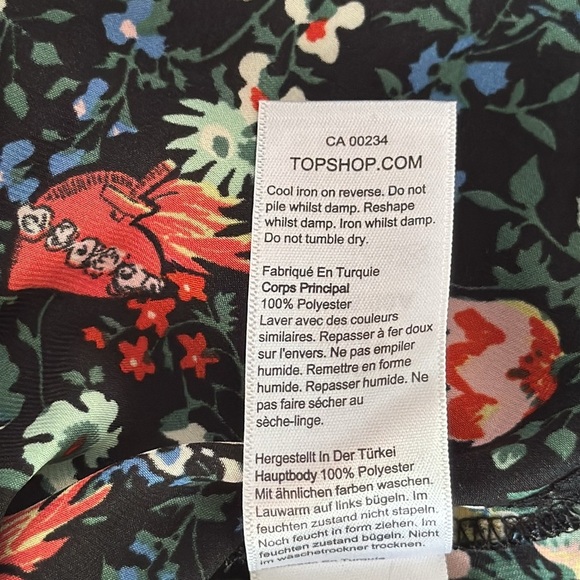 CA 00234
TOPSHOP.COM
Cool iron on reverse. Do not
pile whilst damp. Reshape
whilst damp. Iron whilst damp.
Do not tumble dry.
Fabriqué En Turquie
Corps Principal
100% Polyester
Laver avec des couleurs
similaires. Repasser à fer doux
sur l'envers. Ne pas empiler
humide. Remettre en forme
humide. Repasser humide. Ne
pas faire sécher au
sèche-linge.
Hergestellt In Der Türkei
Hauptbody 100% Polyester
Mit ähnlichen farben waschen.
Lauwarm auf links bügeln. Im
feuchten zustand nicht stapeln.
Noch feucht in form ziehen. Im
feuchten zustand bügeln. Nicht
im wäschetrockner trocknen.